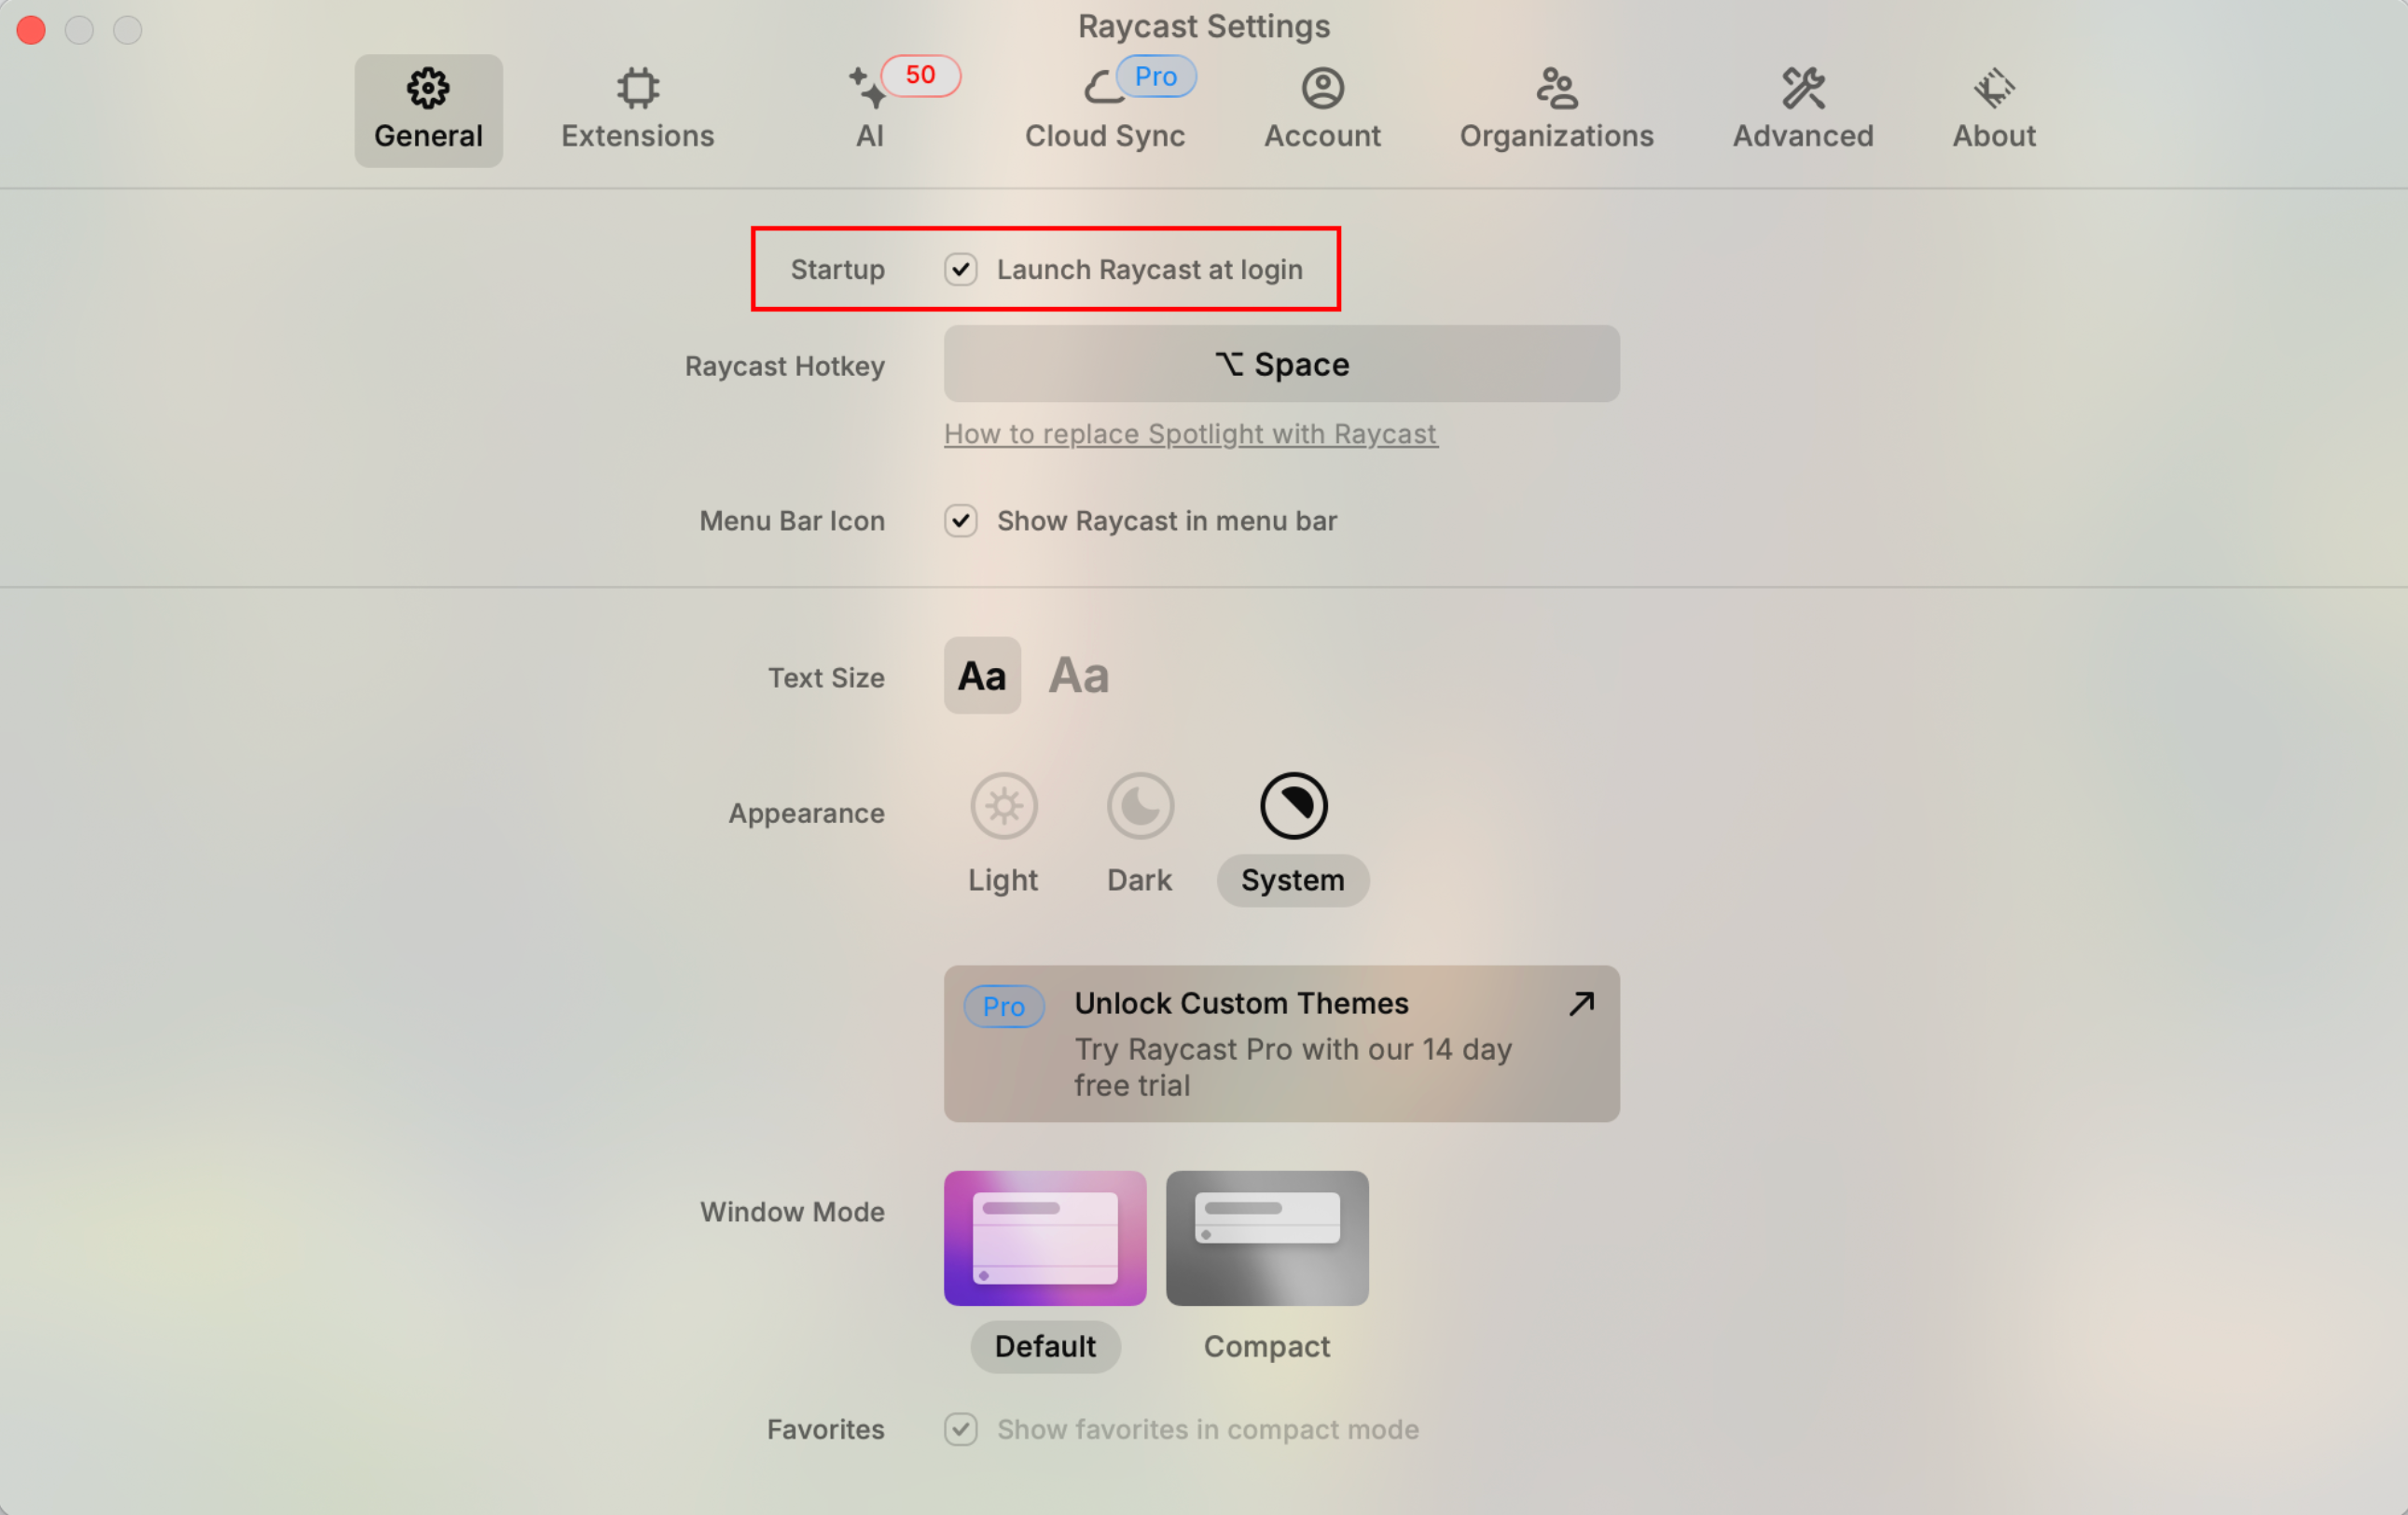 Raycast Settings
General
Extensions
50
AI
Pro
Cloud Sync
Account
Organizations
Advanced
About
Startup Launch Raycast at login
Raycast Hotkey ⌥ Space
How to replace Spotlight with Raycast
Menu Bar Icon Show Raycast in menu bar
Text Size Aa Aa
Appearance
Light Dark System
Pro Unlock Custom Themes
Try Raycast Pro with our 14 day
free trial
Window Mode
Default Compact
Favorites Show favorites in compact mode